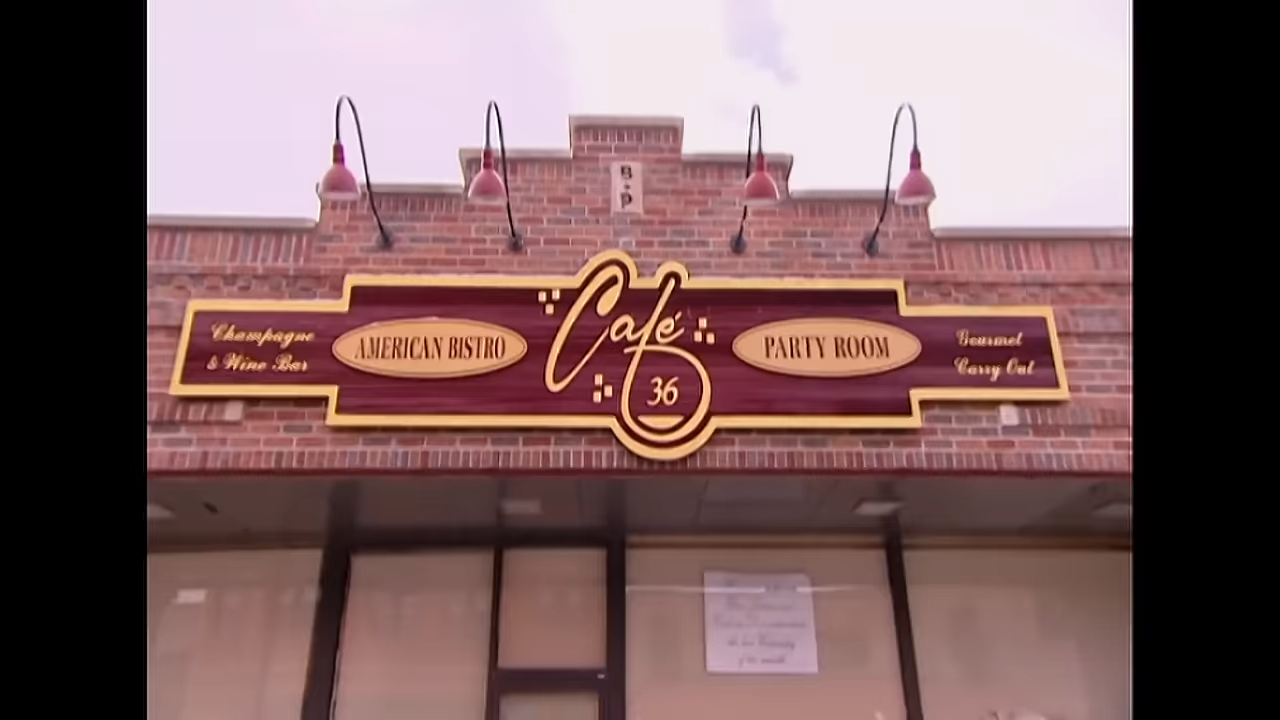 B·P
Champagne
& Wine Bar
AMERICAN BISTRO
Café
36
PARTY ROOM
Gourmet
Carry Out